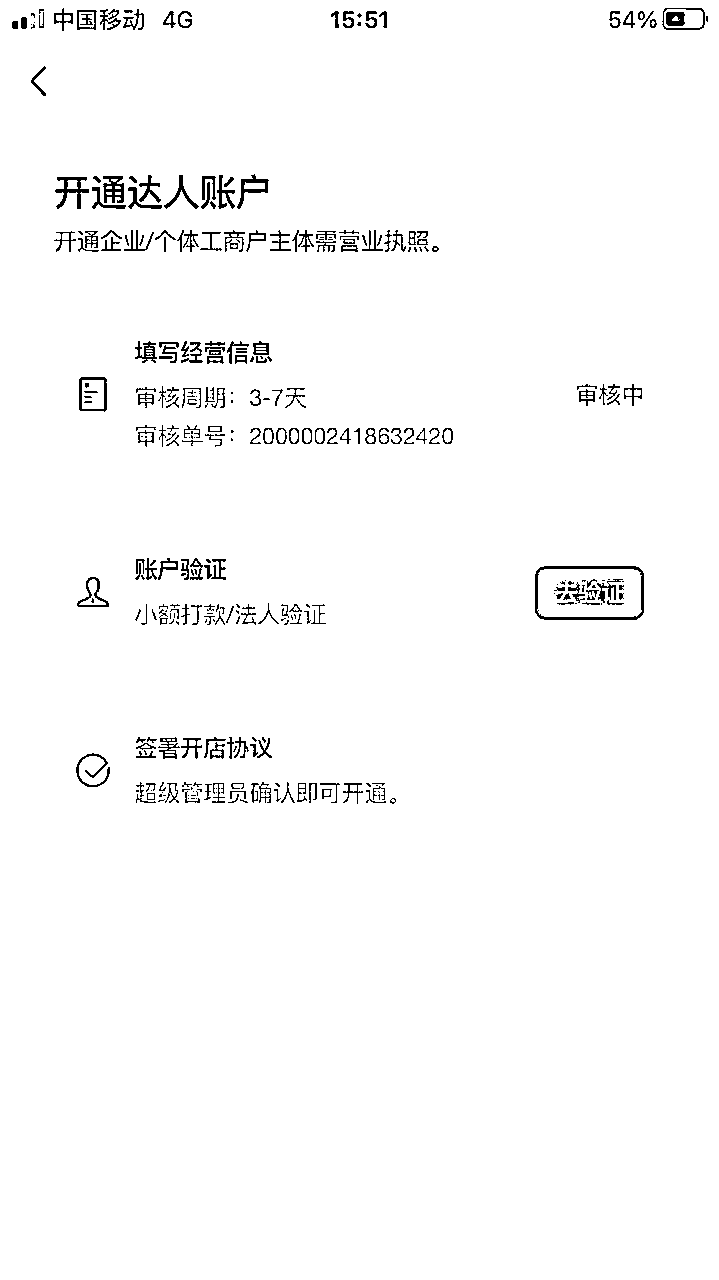 中国移动 4G 15:51 54%
开通达人账户
开通企业/个体工商户主体需营业执照。
填写经营信息
审核周期：3-7天
审核中
审核单号：2000002418632420
账户验证
去验证
小额打款/法人验证
签署开店协议
超级管理员确认即可开通。